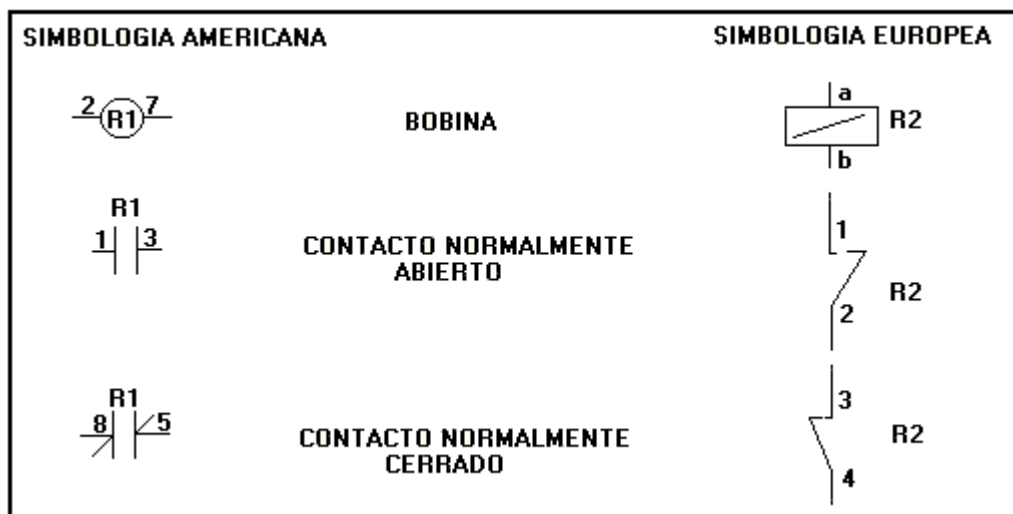 SIMBOLOGIA AMERICANA
SIMBOLOGIA EUROPEA
2 R1 7
BOBINA
a
R2
b
R1
1 3
CONTACTO NORMALMENTE
ABIERTO
1
R2
2
R1
8 5
CONTACTO NORMALMENTE
CERRADO
3
R2
4